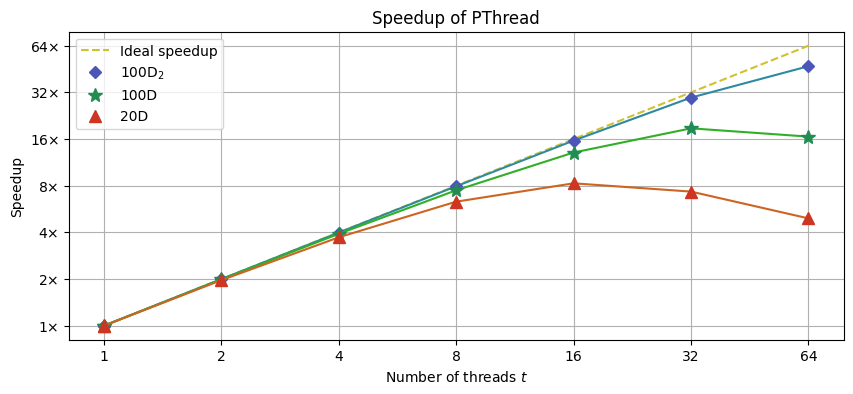 Speedup of PThread
Ideal speedup
100D₂
100D
20D
Speedup
64×
32×
16×
8×
4×
2×
1×
1 2 4 8 16 32 64
Number of threads t